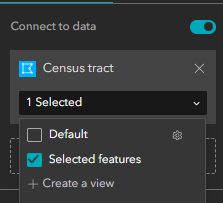 Connect to data
Census tract
1 Selected
Default
Selected features
+ Create a view